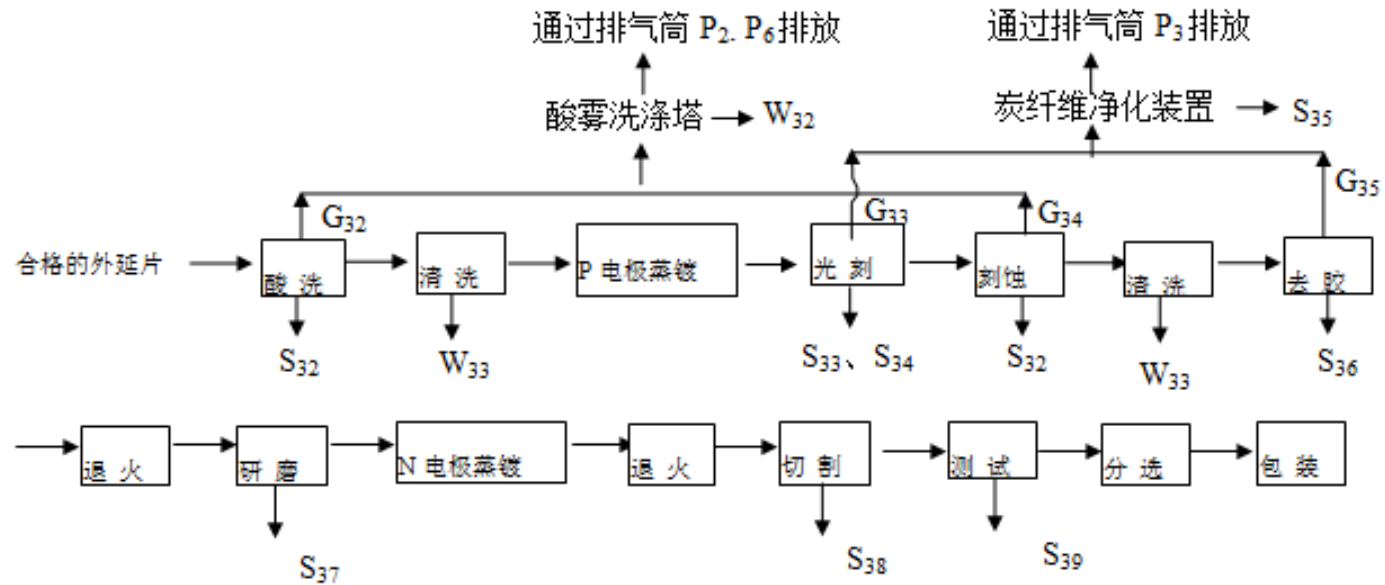 通过排气筒 P2. P6 排放
通过排气筒 P3 排放
酸雾洗涤塔
W32
炭纤维净化装置
S35
G32
G33
G34
G35
合格的外延片
酸 洗
清 洗
P 电极蒸镀
光 刻
刻蚀
清 洗
去 胶
S32
W33
S33、S34
S32
W33
S36
退 火
研 磨
N 电极蒸镀
退 火
切 割
测 试
分 选
包 装
S37
S38
S39